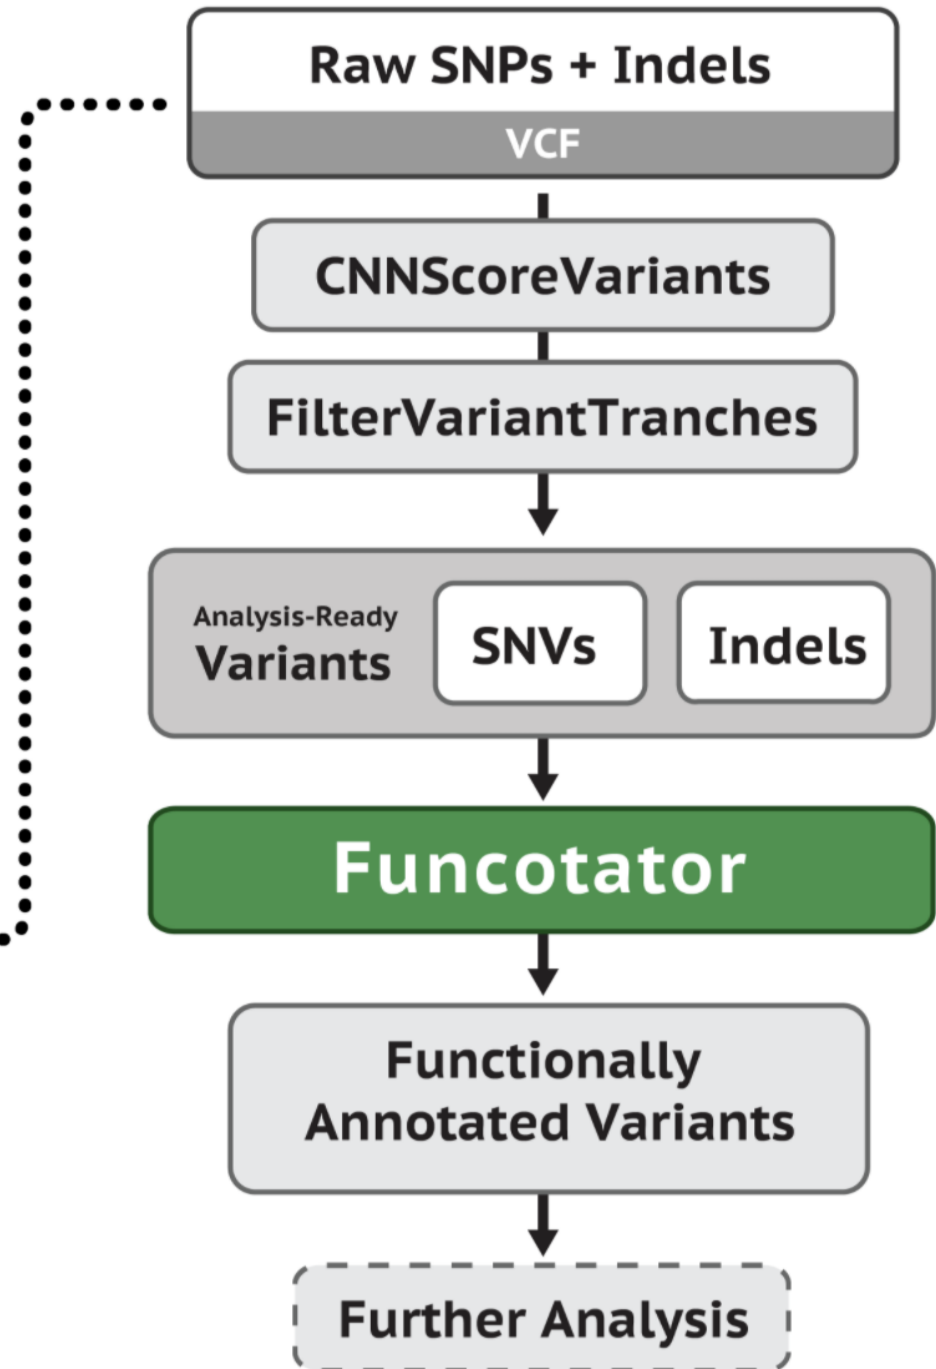 Raw SNPs + Indels
VCF
CNNScoreVariants
FilterVariantTranches
Analysis-Ready
Variants
SNVs
Indels
Funcotator
Functionally
Annotated Variants
Further Analysis